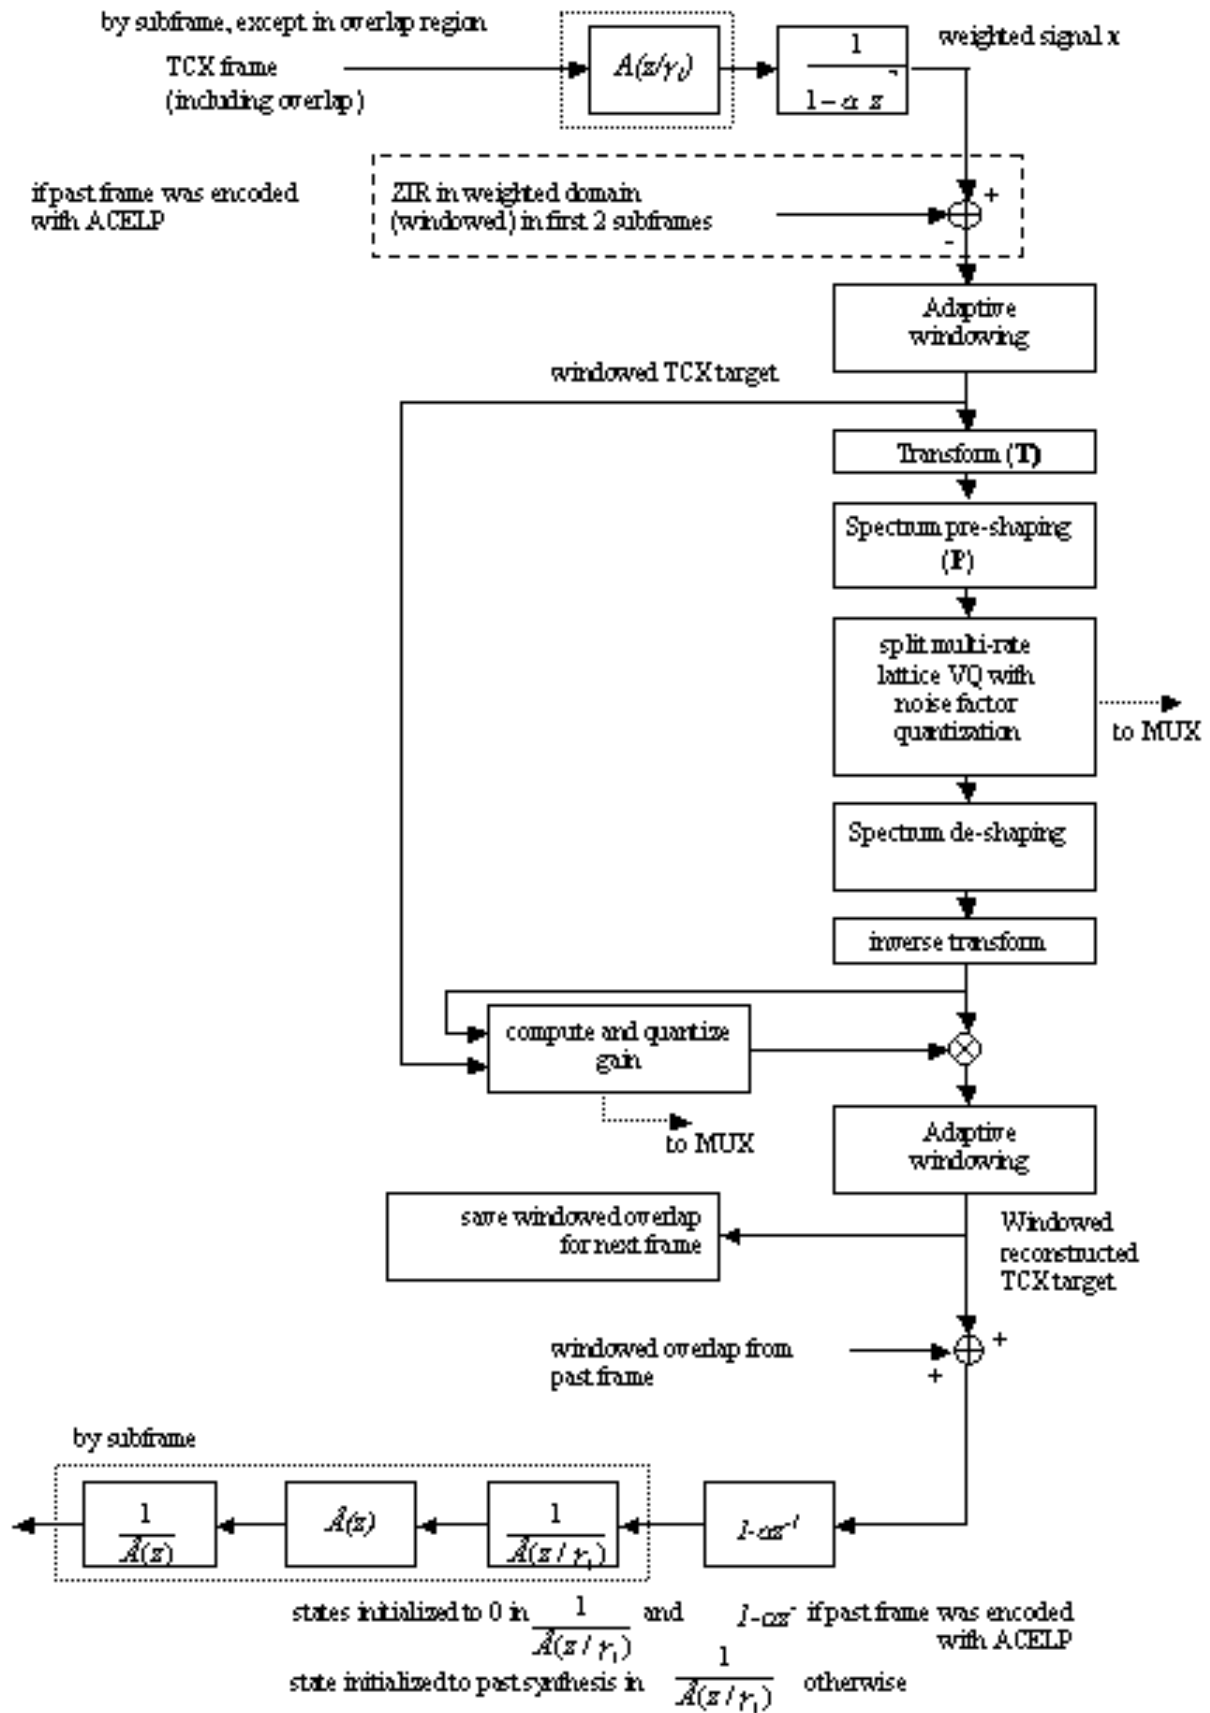 by subframe, except in overlap region
TCX frame
(including overlap)
A(z/γ₁)
1
1 – α z⁻
weighted signal x
if past frame was encoded
with ACELP
ZIR in weighted domain
(windowed) in first 2 subframes
+
-
Adaptive
windowing
windowed TCX target
Transform (T)
Spectrum pre-shaping
(P)
split multi-rate
lattice VQ with
noise factor
quantization
to MUX
Spectrum de-shaping
inverse transform
compute and quantize
gain
to MUX
Adaptive
windowing
save windowed overlap
for next frame
Windowed
reconstructed
TCX target
windowed overlap from
past frame
+
+
by subframe
1
Â(z)
Â(z)
1
Â(z / γ₁)
1-αz⁻¹
states initialized to 0 in 1 / Â(z / γ₁) and 1-αz⁻ if past frame was encoded
with ACELP
state initialized to past synthesis in 1 / Â(z / γ₁) otherwise